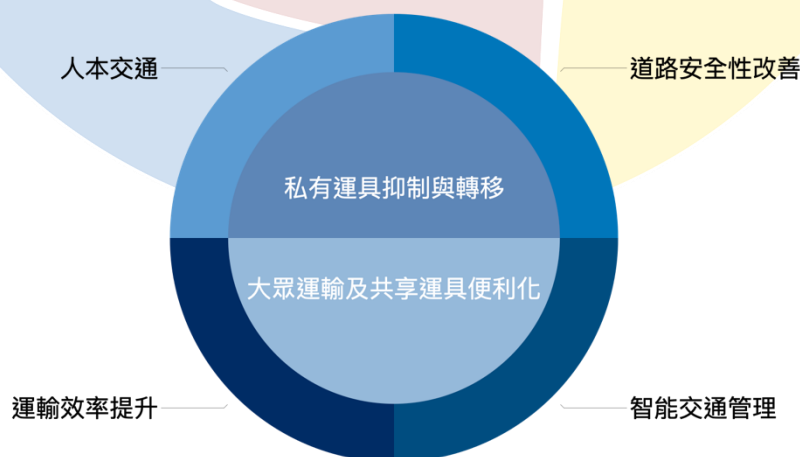 人本交通
道路安全性改善
私有運具抑制與轉移
大眾運輸及共享運具便利化
運輸效率提升
智能交通管理